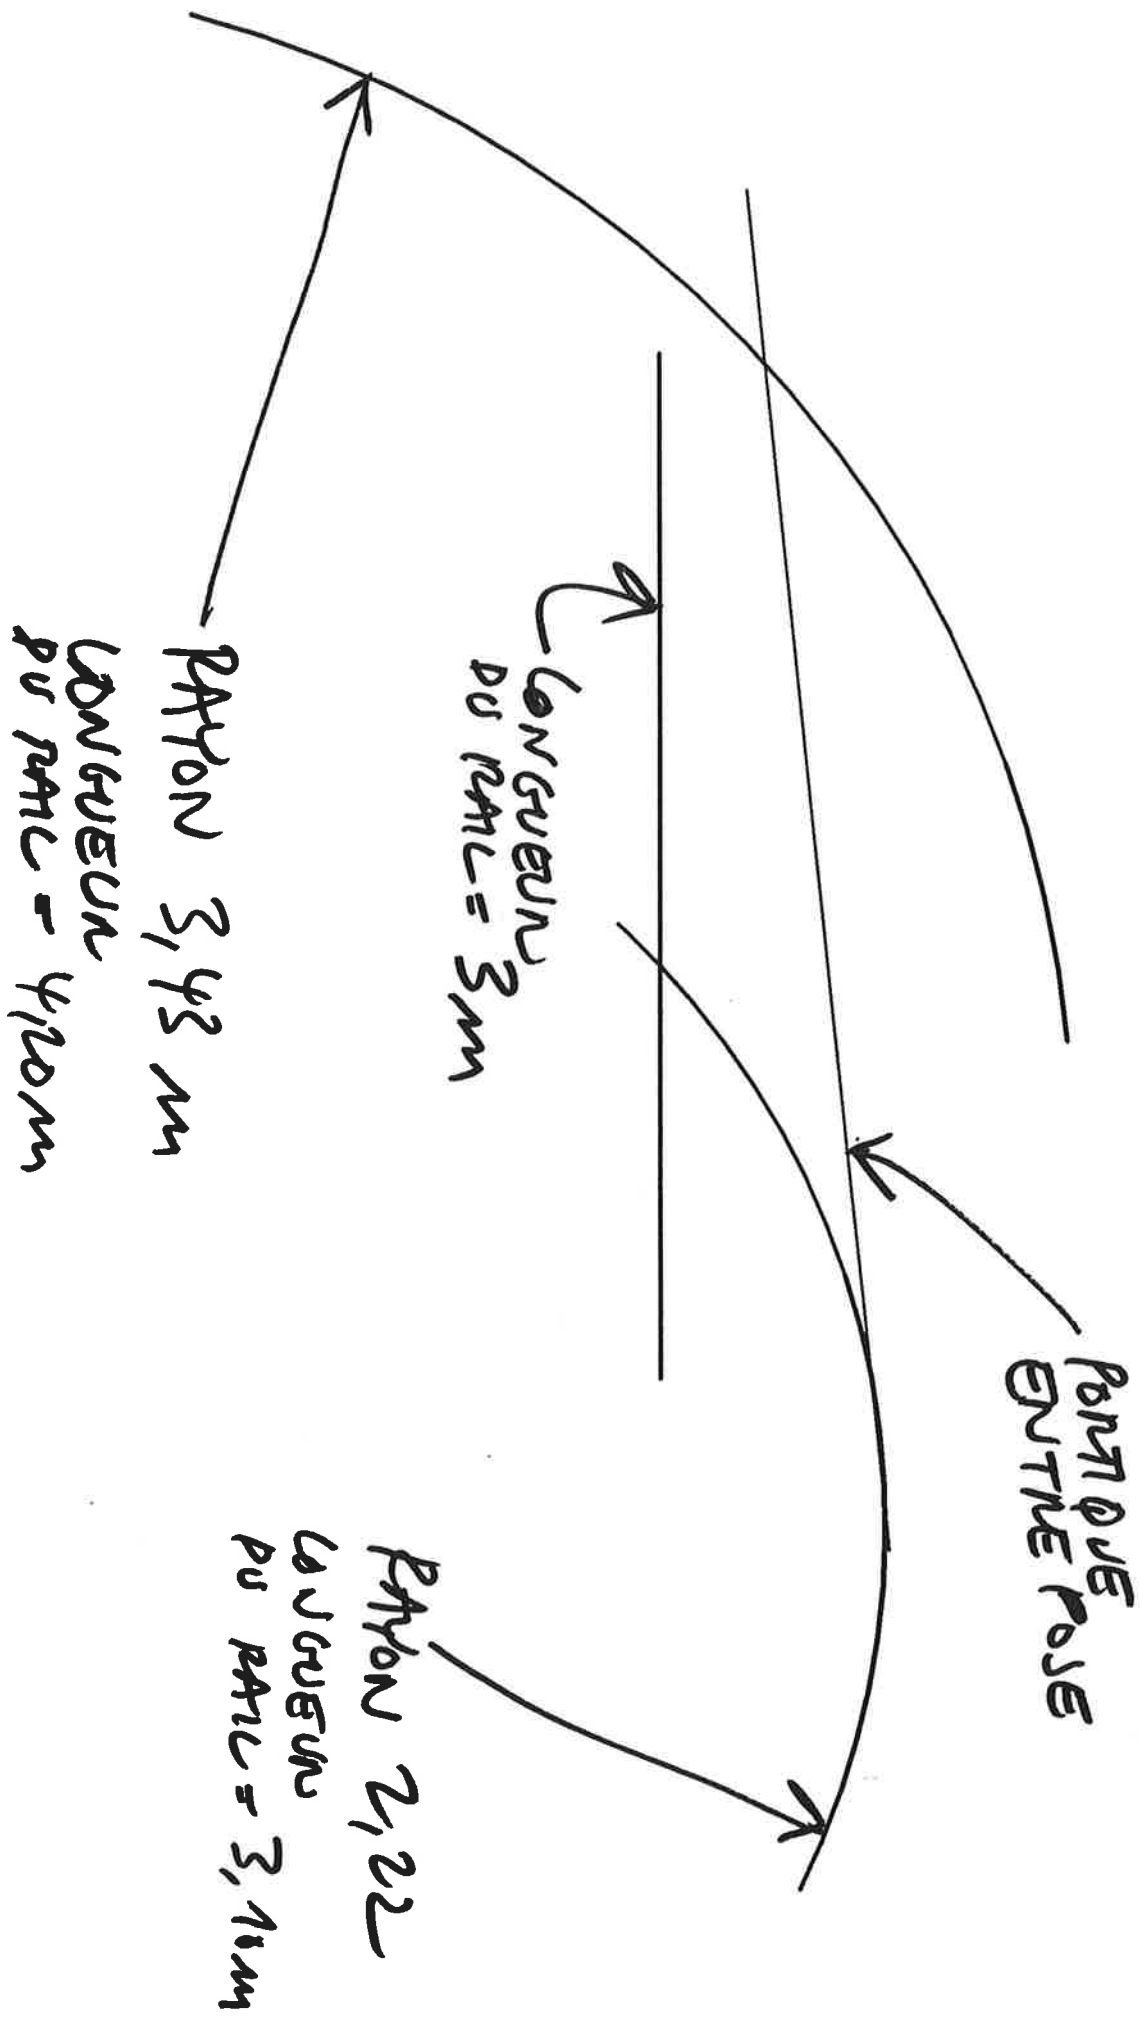 PORTIQUE
ENTRE POSE
LONGUEUR
DU RAIL = 3m
RAYON 3,43 m
LONGUEUR
DU RAIL = 4,20m
RAYON 2,22
LONGUEUR
DU RAIL = 3,10m